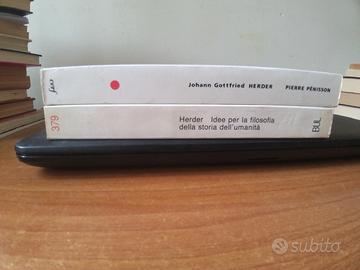 Johann Gottfried HERDER PIERRE PÉNISSON
379 Herder Idee per la filosofia
della storia dell'umanità BUL
subito